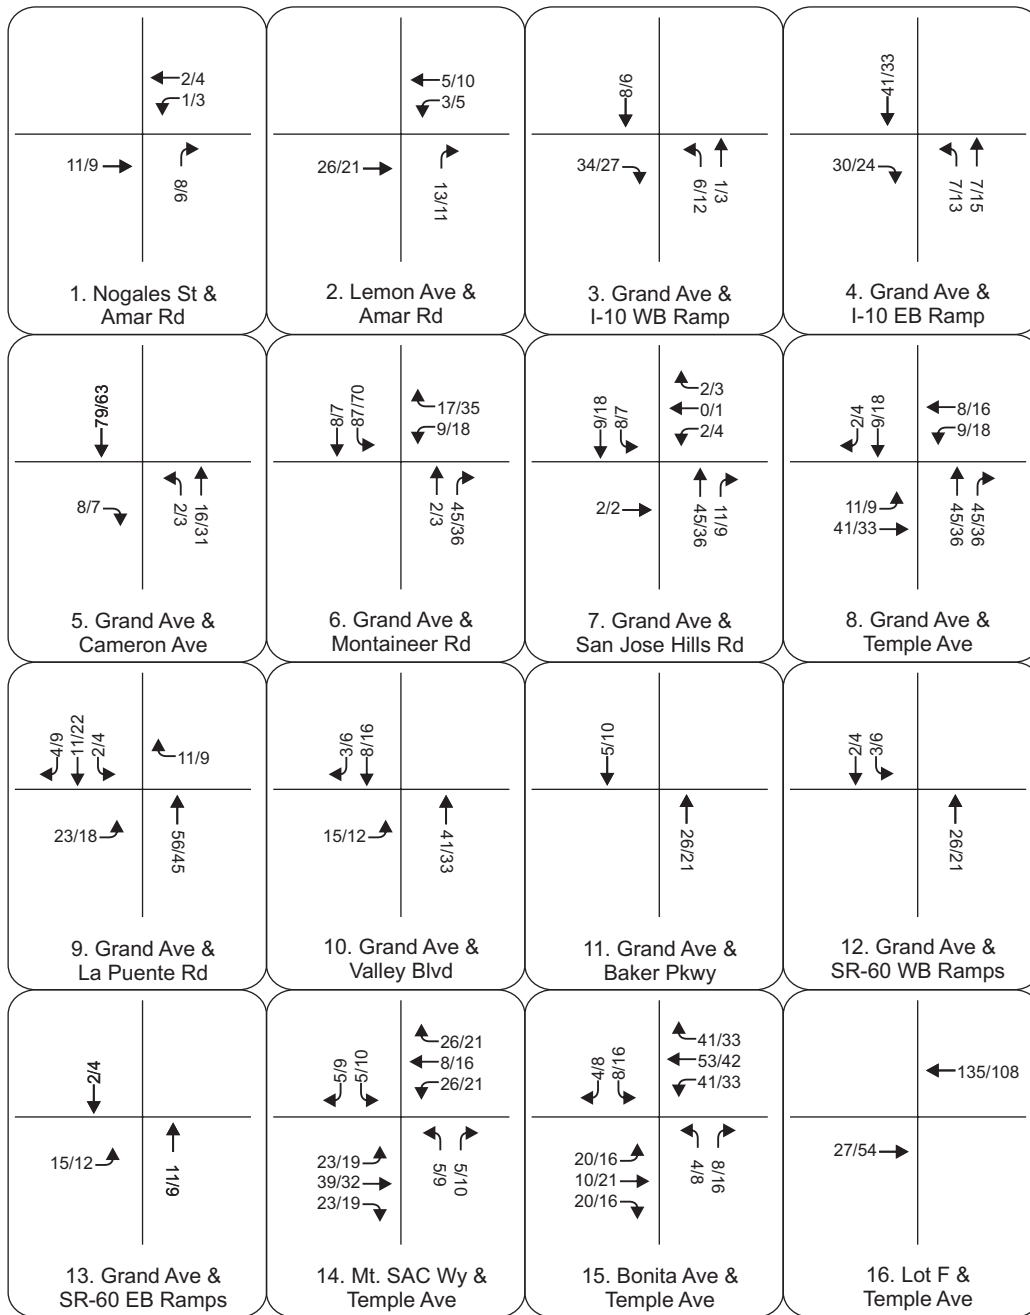 2/4
1/3
11/9
8/6
1. Nogales St &
Amar Rd
5/10
3/5
26/21
13/11
2. Lemon Ave &
Amar Rd
8/6
34/27
6/12
1/3
3. Grand Ave &
I-10 WB Ramp
41/33
30/24
7/13
7/15
4. Grand Ave &
I-10 EB Ramp
79/63
8/7
2/3
16/31
5. Grand Ave &
Cameron Ave
8/7
87/70
17/35
9/18
2/3
45/36
6. Grand Ave &
Montaineer Rd
9/18
8/7
2/3
0/1
2/4
2/2
45/36
11/9
7. Grand Ave &
San Jose Hills Rd
2/4
9/18
8/16
9/18
11/9
41/33
45/36
45/36
8. Grand Ave &
Temple Ave
4/9
11/22
2/4
11/9
23/18
56/45
9. Grand Ave &
La Puente Rd
3/6
8/16
15/12
41/33
10. Grand Ave &
Valley Blvd
5/10
26/21
11. Grand Ave &
Baker Pkwy
2/4
3/6
26/21
12. Grand Ave &
SR-60 WB Ramps
2/4
15/12
11/9
13. Grand Ave &
SR-60 EB Ramps
5/9
5/10
26/21
8/16
26/21
23/19
39/32
23/19
5/9
5/10
14. Mt. SAC Wy &
Temple Ave
4/8
8/16
41/33
53/42
41/33
20/16
10/21
20/16
4/8
8/16
15. Bonita Ave &
Temple Ave
135/108
27/54
16. Lot F &
Temple Ave